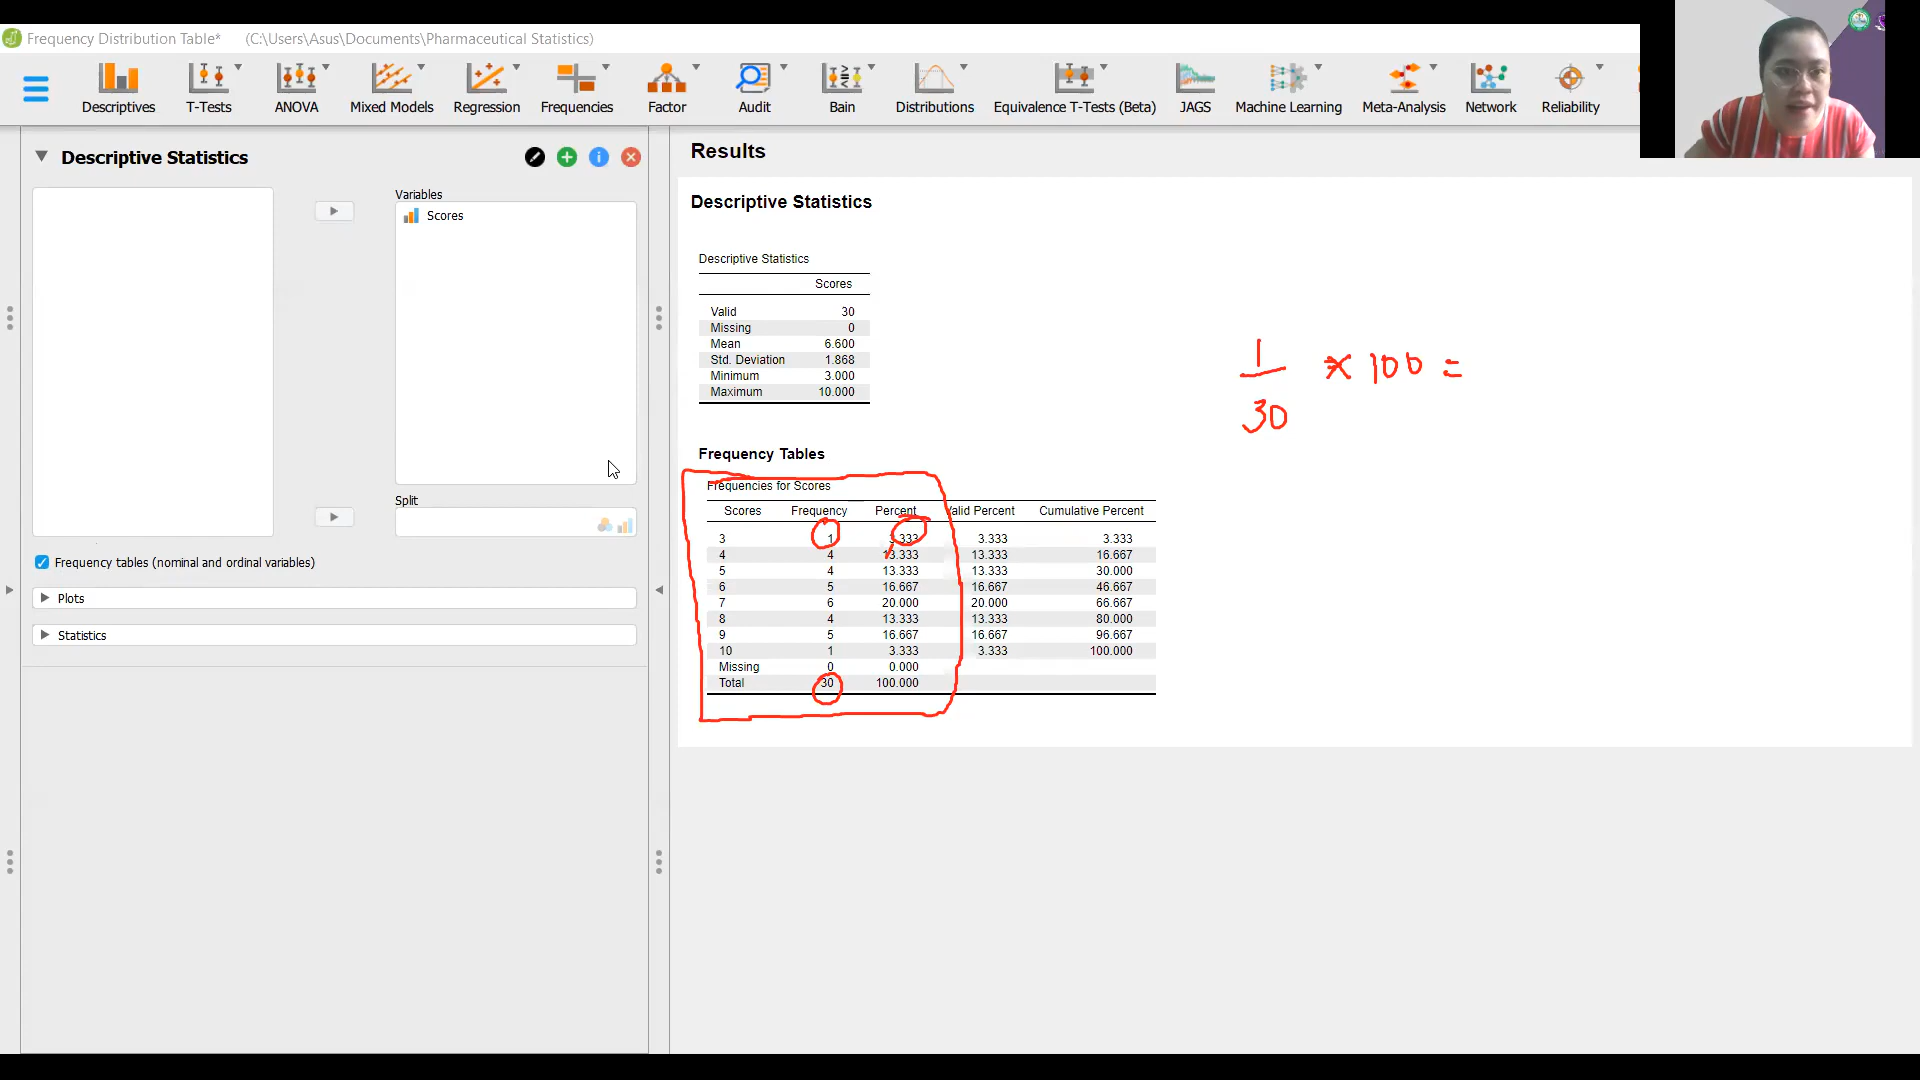 Frequency Distribution Table* (C:\Users\Asus\Documents\Pharmaceutical Statistics)
Descriptives T-Tests ANOVA Mixed Models Regression Frequencies Factor Audit Bain Distributions Equivalence T-Tests (Beta) JAGS Machine Learning Meta-Analysis Network Reliability
Descriptive Statistics
Variables
Scores
Split
Frequency tables (nominal and ordinal variables)
Plots
Statistics
Results
Descriptive Statistics
Descriptive Statistics
Scores
Valid 30
Missing 0
Mean 6.600
Std. Deviation 1.868
Minimum 3.000
Maximum 10.000
1
* 100 =
30
Frequency Tables
Frequencies for Scores
Scores Frequency Percent Valid Percent Cumulative Percent
3 1 3.333 3.333 3.333
4 4 13.333 13.333 16.667
5 4 13.333 13.333 30.000
6 5 16.667 16.667 46.667
7 6 20.000 20.000 66.667
8 4 13.333 13.333 80.000
9 5 16.667 16.667 96.667
10 1 3.333 3.333 100.000
Missing 0 0.000
Total 30 100.000